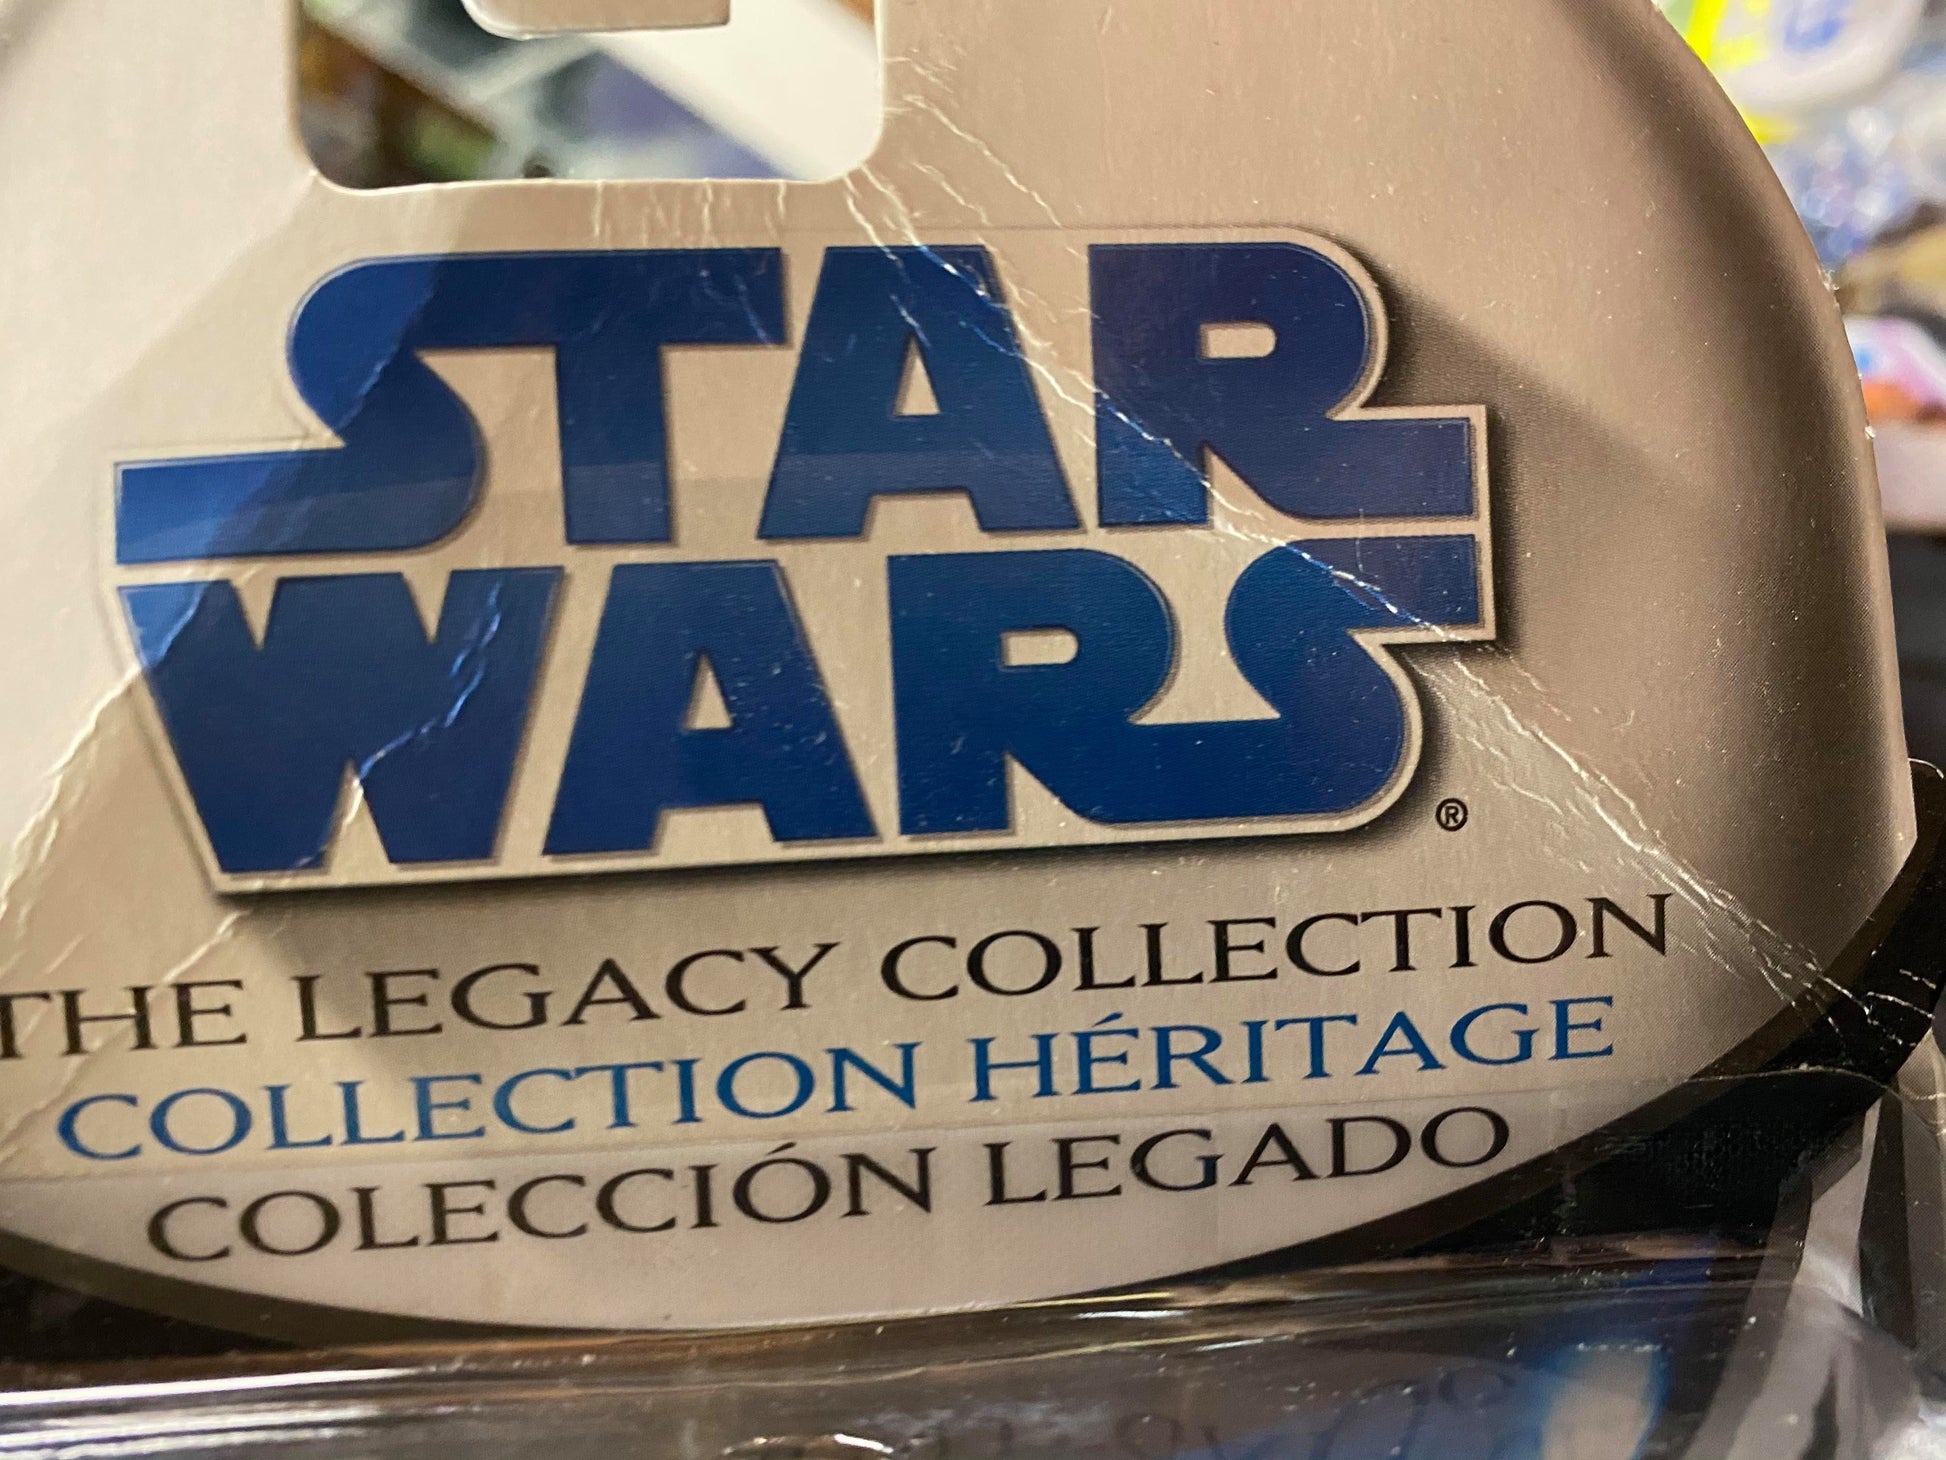 STAR
WARS®
THE LEGACY COLLECTION
COLLECTION HÉRITAGE
COLECCIÓN LEGADO